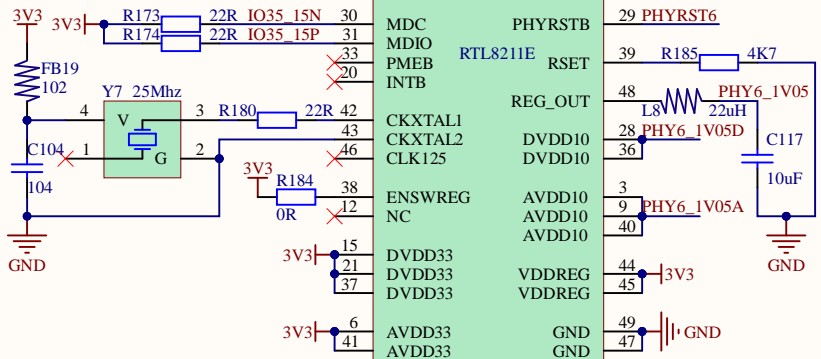 R173 22R IO35_15N 30 MDC PHYRSTB 29 PHYRST6
3V3 3V3
R174 22R IO35_15P 31 MDIO
33 PMEB RTL8211E RSET 39 R185 4K7
FB19
102
20 INTB
Y7 25Mhz REG_OUT 48 PHY6_1V05
L8 22uH
4 V 3 R180 22R 42 CKXTAL1
43 CKXTAL2 DVDD10 28 PHY6_1V05D
C104 1 G 2 46 CLK125 DVDD10 36
C117
10uF
104
3V3
R184 38 ENSWREG AVDD10 3
0R 12 NC AVDD10 9 PHY6_1V05A
AVDD10 40
GND GND
3V3 15 DVDD33
21 DVDD33 VDDREG 44 3V3
37 DVDD33 VDDREG 45
3V3 6 AVDD33 GND 49 GND
41 AVDD33 GND 47